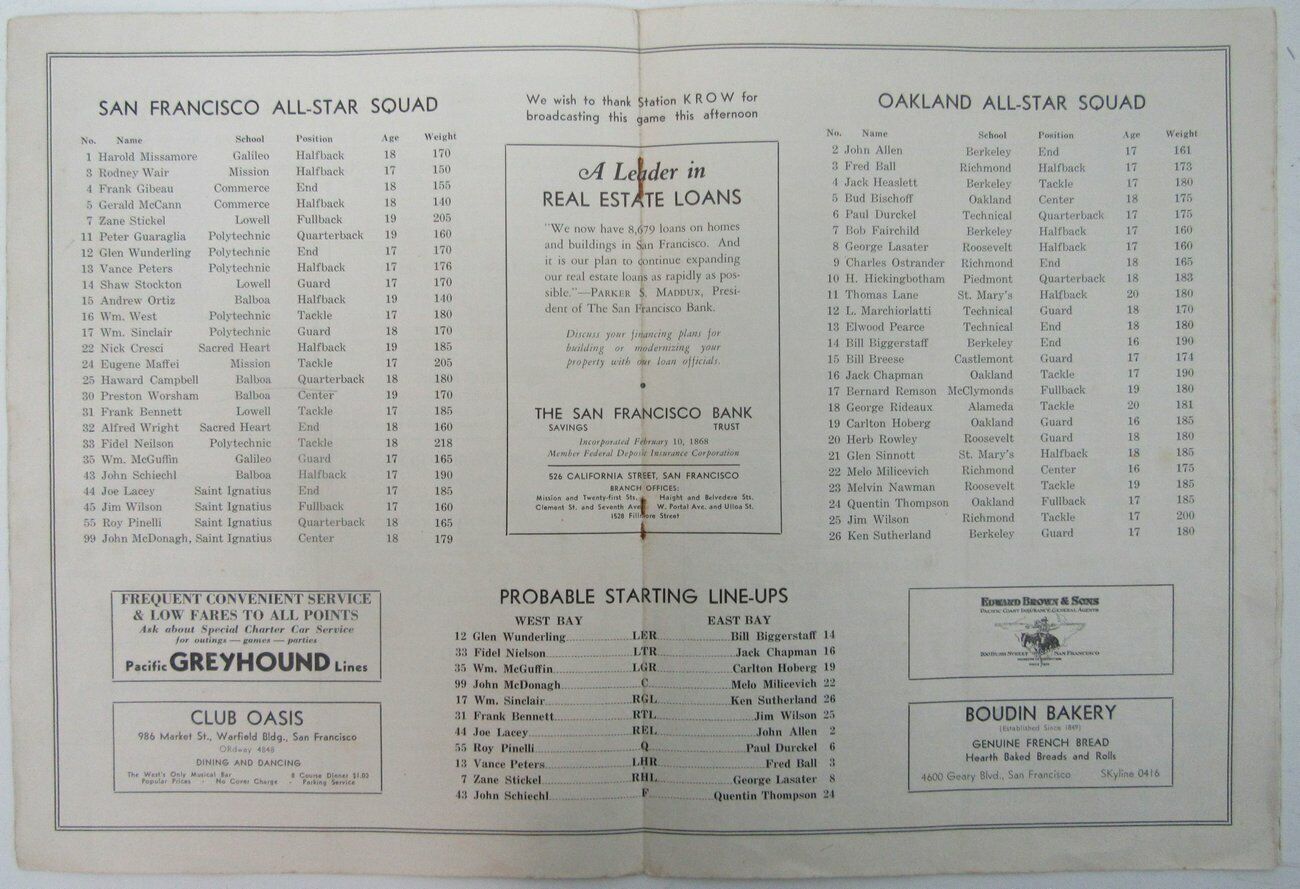 SAN FRANCISCO ALL-STAR SQUAD
No. Name School Position Age Weight
1 Harold Missamore Galileo Halfback 18 170
3 Rodney Wair Mission Halfback 17 150
4 Frank Gibeau Commerce End 18 155
5 Gerald McCann Commerce Halfback 18 140
7 Zane Stickel Lowell Fullback 19 205
11 Peter Guaraglia Polytechnic Quarterback 19 160
12 Glen Wunderling Polytechnic End 17 170
13 Vance Peters Polytechnic Halfback 17 176
14 Shaw Stockton Lowell Guard 17 170
15 Andrew Ortiz Balboa Halfback 19 140
16 Wm. West Polytechnic Tackle 17 180
17 Wm. Sinclair Polytechnic Guard 18 170
22 Nick Cresci Sacred Heart Halfback 19 185
24 Eugene Maffei Mission Tackle 17 205
25 Haward Campbell Balboa Quarterback 18 180
30 Preston Worsham Balboa Center 19 170
31 Frank Bennett Lowell Tackle 17 185
32 Alfred Wright Sacred Heart End 18 160
33 Fidel Neilson Polytechnic Tackle 18 218
35 Wm. McGuffin Galileo Guard 17 165
43 John Schiechl Balboa Halfback 17 190
44 Joe Lacey Saint Ignatius End 17 185
45 Jim Wilson Saint Ignatius Fullback 17 160
55 Roy Pinelli Saint Ignatius Quarterback 18 165
99 John McDonagh, Saint Ignatius Center 18 179
We wish to thank Station KROW for
broadcasting this game this afternoon
A Leader in
REAL ESTATE LOANS
"We now have 8,679 loans on homes
and buildings in San Francisco. And
it is our plan to continue expanding
our real estate loans as rapidly as pos-
sible."—PARKER S. MADDUX, Presi-
dent of The San Francisco Bank.
Discuss your financing plans for
building or modernizing your
property with our loan officials.
THE SAN FRANCISCO BANK
SAVINGS TRUST
Incorporated February 10, 1868
Member Federal Deposit Insurance Corporation
526 CALIFORNIA STREET, SAN FRANCISCO
BRANCH OFFICES:
Mission and Twenty-first Sts. Haight and Belvedere Sts.
Clement St. and Seventh Ave. W. Portal Ave. and Ulloa St.
1528 Fillmore Street
OAKLAND ALL-STAR SQUAD
No. Name School Position Age Weight
2 John Allen Berkeley End 17 161
3 Fred Ball Richmond Halfback 17 173
4 Jack Heaslett Berkeley Tackle 17 180
5 Bud Bischoff Oakland Center 18 175
6 Paul Durckel Technical Quarterback 17 175
7 Bob Fairchild Berkeley Halfback 17 160
8 George Lasater Roosevelt Halfback 17 160
9 Charles Ostrander Richmond End 18 165
10 H. Hickingbotham Piedmont Quarterback 18 183
11 Thomas Lane St. Mary's Halfback 20 180
12 L. Marchiorlatti Technical Guard 18 170
13 Elwood Pearce Technical End 18 180
14 Bill Biggerstaff Berkeley End 16 190
15 Bill Breese Castlemont Guard 17 174
16 Jack Chapman Oakland Tackle 17 190
17 Bernard Remson McClymonds Fullback 19 180
18 George Rideaux Alameda Tackle 20 181
19 Carlton Hoberg Oakland Guard 16 185
20 Herb Rowley Roosevelt Guard 18 180
21 Glen Sinnott St. Mary's Halfback 18 185
22 Melo Milicevich Richmond Center 16 175
23 Melvin Nawman Roosevelt Tackle 19 185
24 Quentin Thompson Oakland Fullback 17 185
25 Jim Wilson Richmond Tackle 17 200
26 Ken Sutherland Berkeley Guard 17 180
FREQUENT CONVENIENT SERVICE
& LOW FARES TO ALL POINTS
Ask about Special Charter Car Service
for outings — games — parties
Pacific GREYHOUND Lines
CLUB OASIS
986 Market St., Warfield Bldg., San Francisco
ORdway 4848
DINING AND DANCING
The West's Only Musical Bar 8 Course Dinner $1.00
Popular Prices - No Cover Charge - Parking Service
PROBABLE STARTING LINE-UPS
WEST BAY EAST BAY
12 Glen Wunderling LER Bill Biggerstaff 14
33 Fidel Nielson LTR Jack Chapman 16
35 Wm. McGuffin LGR Carlton Hoberg 19
99 John McDonagh C Melo Milicevich 22
17 Wm. Sinclair RGL Ken Sutherland 26
31 Frank Bennett RTL Jim Wilson 25
44 Joe Lacey REL John Allen 2
55 Roy Pinelli Q Paul Durckel 6
13 Vance Peters LHR Fred Ball 3
7 Zane Stickel RHL George Lasater 8
43 John Schiechl F Quentin Thompson 24
EDWARD BROWN & SONS
PACIFIC COAST INSURANCE GENERAL AGENTS
200 BUSH STREET SAN FRANCISCO
BOUDIN BAKERY
(Established Since 1849)
GENUINE FRENCH BREAD
Hearth Baked Breads and Rolls
4600 Geary Blvd., San Francisco SKyline 0416